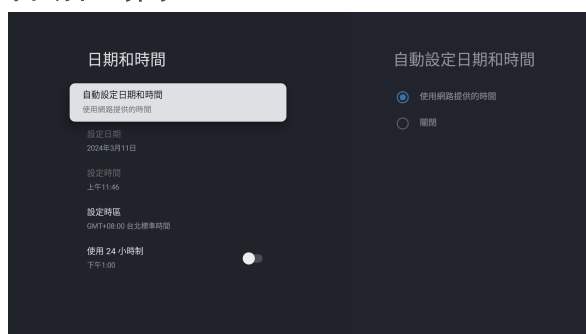 日期和時間
自動設定日期和時間
使用網路提供的時間
設定日期
2024年3月11日
設定時間
上午11:46
設定時區
GMT+08:00 台北標準時間
使用 24 小時制
下午1:00
自動設定日期和時間
使用網路提供的時間
關閉